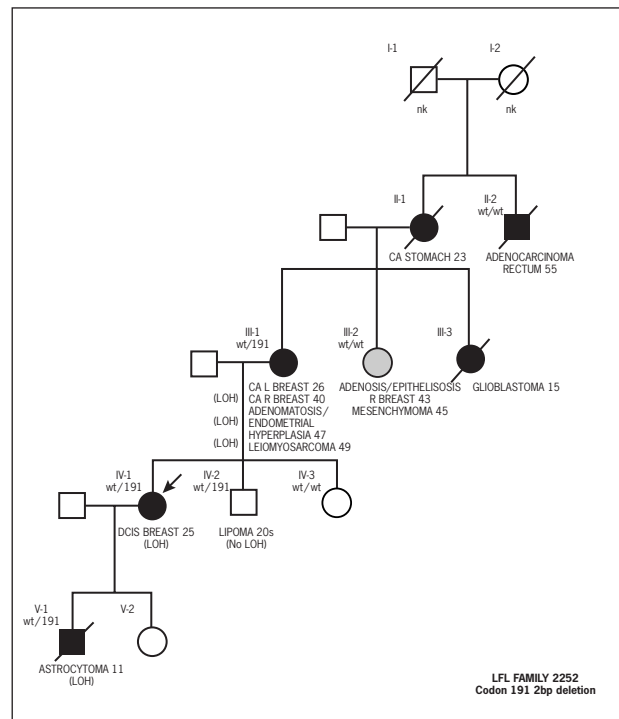 I-1
I-2
nk
nk
II-1
II-2
wt/wt
CA STOMACH 23
ADENOCARCINOMA
RECTUM 55
III-1
wt/191
III-2
wt/wt
III-3
(LOH)
(LOH)
(LOH)
CA L BREAST 26
CA R BREAST 40
ADENOMATOSIS/
ENDOMETRIAL
HYPERPLASIA 47
LEIOMYOSARCOMA 49
ADENOSIS/EPITHELISOSIS
R BREAST 43
MESENCHYMOMA 45
GLIOBLASTOMA 15
IV-1
wt/191
IV-2
wt/191
IV-3
wt/wt
DCIS BREAST 25
(LOH)
LIPOMA 20s
(No LOH)
V-1
wt/191
V-2
ASTROCYTOMA 11
(LOH)
LFL FAMILY 2252
Codon 191 2bp deletion